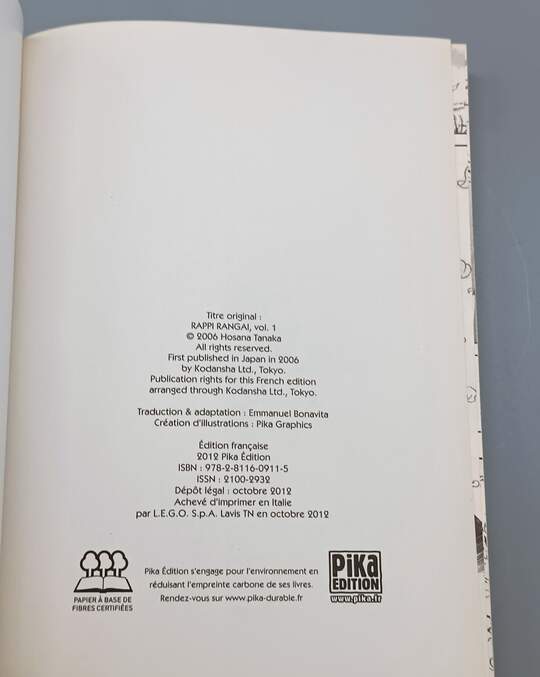 Titre original :
RAPPI RANGAI, vol. 1
© 2006 Hosana Tanaka
All rights reserved.
First published in Japan in 2006
by Kodansha Ltd., Tokyo.
Publication rights for this French edition
arranged through Kodansha Ltd., Tokyo.
Traduction & adaptation : Emmanuel Bonavita
Création d'illustrations : Pika Graphics
Édition française
2012 Pika Édition
ISBN : 978-2-8116-0911-5
ISSN : 2100-2932
Dépôt légal : octobre 2012
Achevé d'imprimer en Italie
par L.E.G.O. S.p.A. Lavis TN en octobre 2012
PAPIER À BASE DE
FIBRES CERTIFIÉES
Pika Édition s'engage pour l'environnement en
réduisant l'empreinte carbone de ses livres.
Rendez-vous sur www.pika-durable.fr
PiKa
EDITION
www.pika.fr